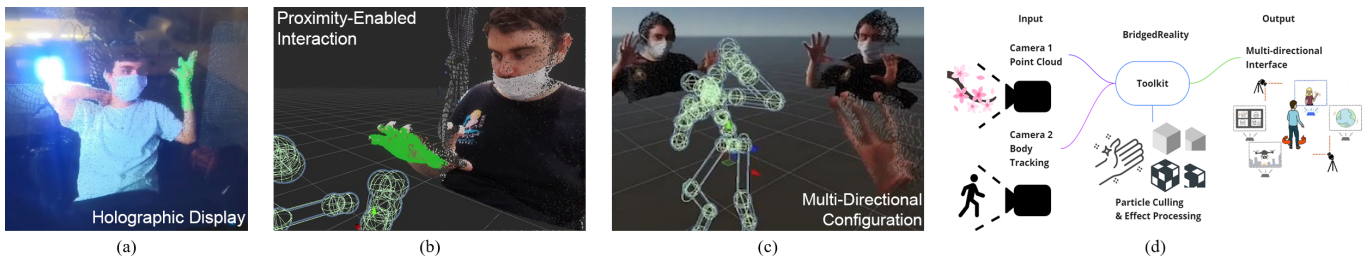 Holographic Display
(a)
Proximity-Enabled
Interaction
(b)
Multi-Directional
Configuration
(c)
Input
Camera 1
Point Cloud
Camera 2
Body
Tracking
BridgedReality
Toolkit
Particle Culling
& Effect Processing
Output
Multi-directional
Interface
(d)